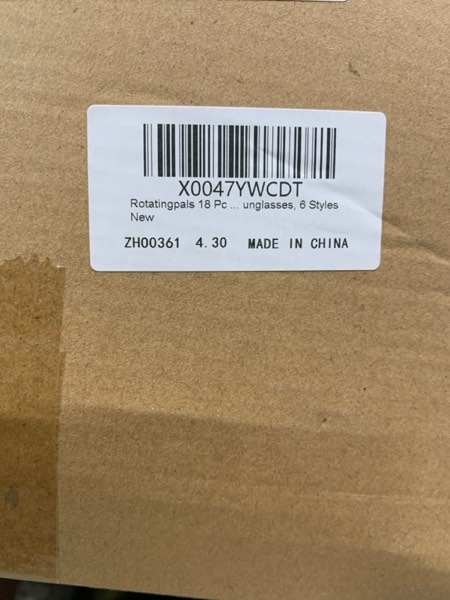 X0047YWCDT
Rotatingpals 18 Pc ... unglasses, 6 Styles
New
ZH00361 4.30 MADE IN CHINA